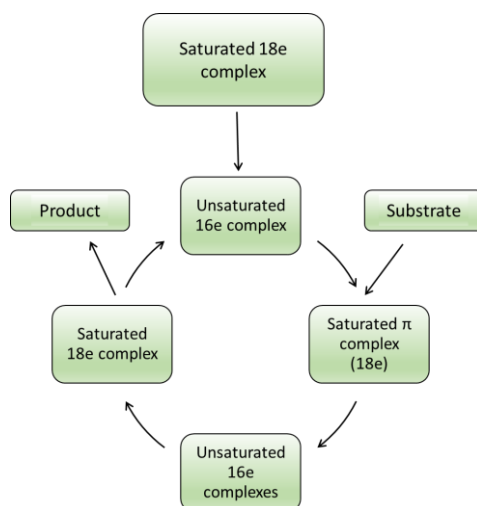 Saturated 18e
complex
Product
Unsaturated
16e complex
Substrate
Saturated
18e complex
Saturated π
complex
(18e)
Unsaturated
16e
complexes